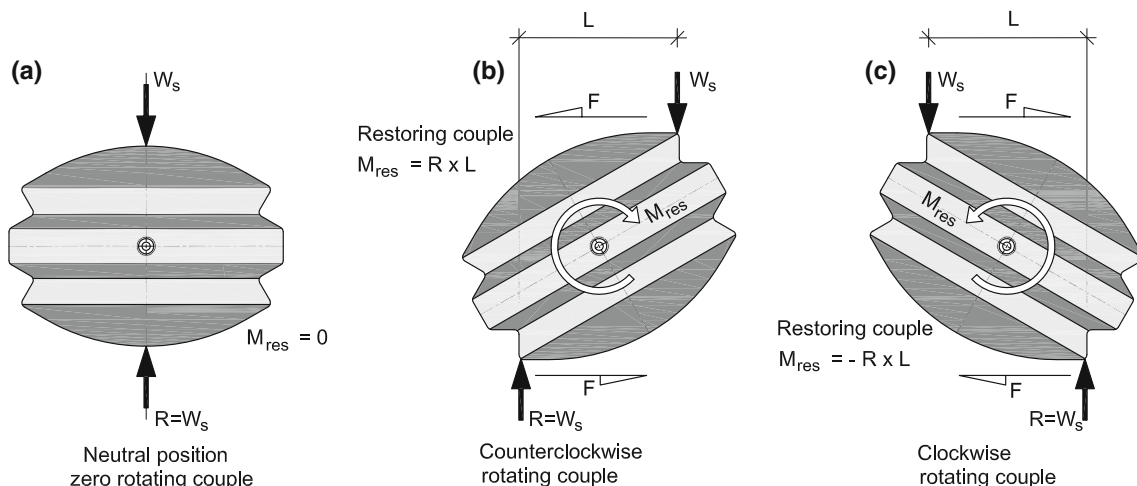 (a)
W_s
M_res = 0
R=W_s
Neutral position
zero rotating couple
(b)
L
W_s
F
Restoring couple
M_res = R x L
M_res
F
R=W_s
Counterclockwise
rotating couple
(c)
L
W_s
F
M_res
Restoring couple
M_res = - R x L
F
R=W_s
Clockwise
rotating couple